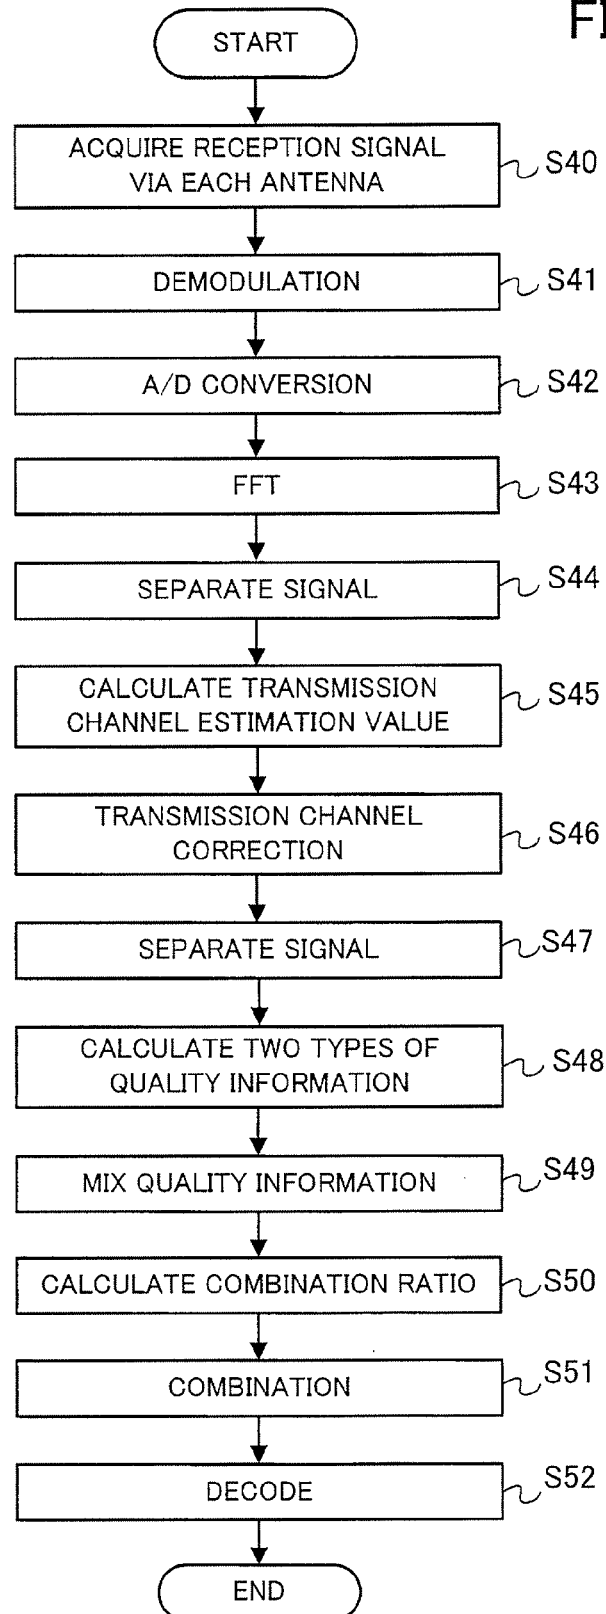 START
ACQUIRE RECEPTION SIGNAL
VIA EACH ANTENNA
S40
DEMODULATION
S41
A/D CONVERSION
S42
FFT
S43
SEPARATE SIGNAL
S44
CALCULATE TRANSMISSION
CHANNEL ESTIMATION VALUE
S45
TRANSMISSION CHANNEL
CORRECTION
S46
SEPARATE SIGNAL
S47
CALCULATE TWO TYPES OF
QUALITY INFORMATION
S48
MIX QUALITY INFORMATION
S49
CALCULATE COMBINATION RATIO
S50
COMBINATION
S51
DECODE
S52
END